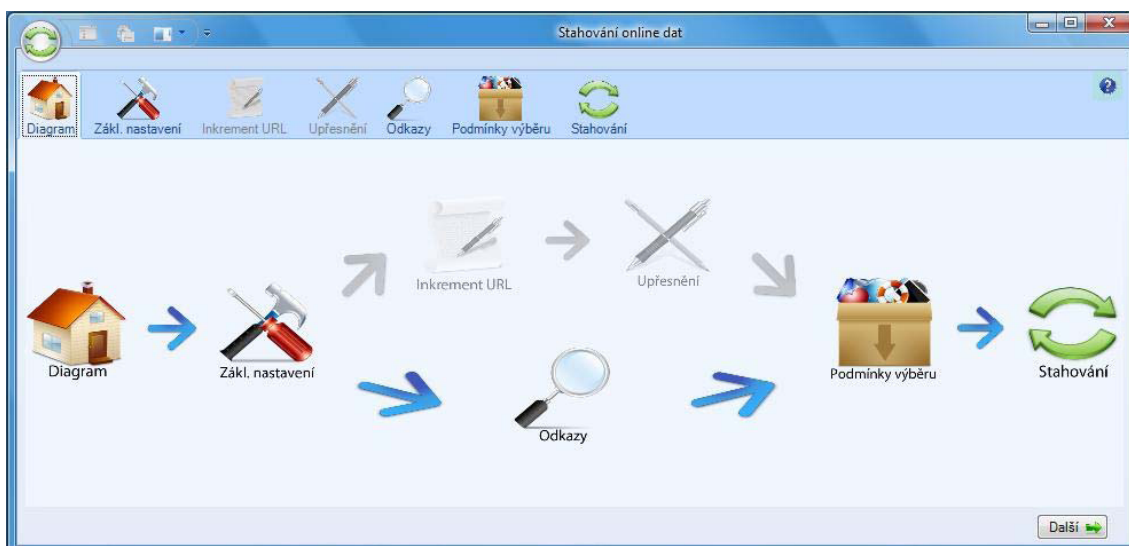 Stahování online dat
Diagram Zákl. nastavení Inkrement URL Upřesnění Odkazy Podmínky výběru Stahování
Inkrement URL Upřesnění
Diagram Zákl. nastavení Podmínky výběru Stahování
Odkazy
Další